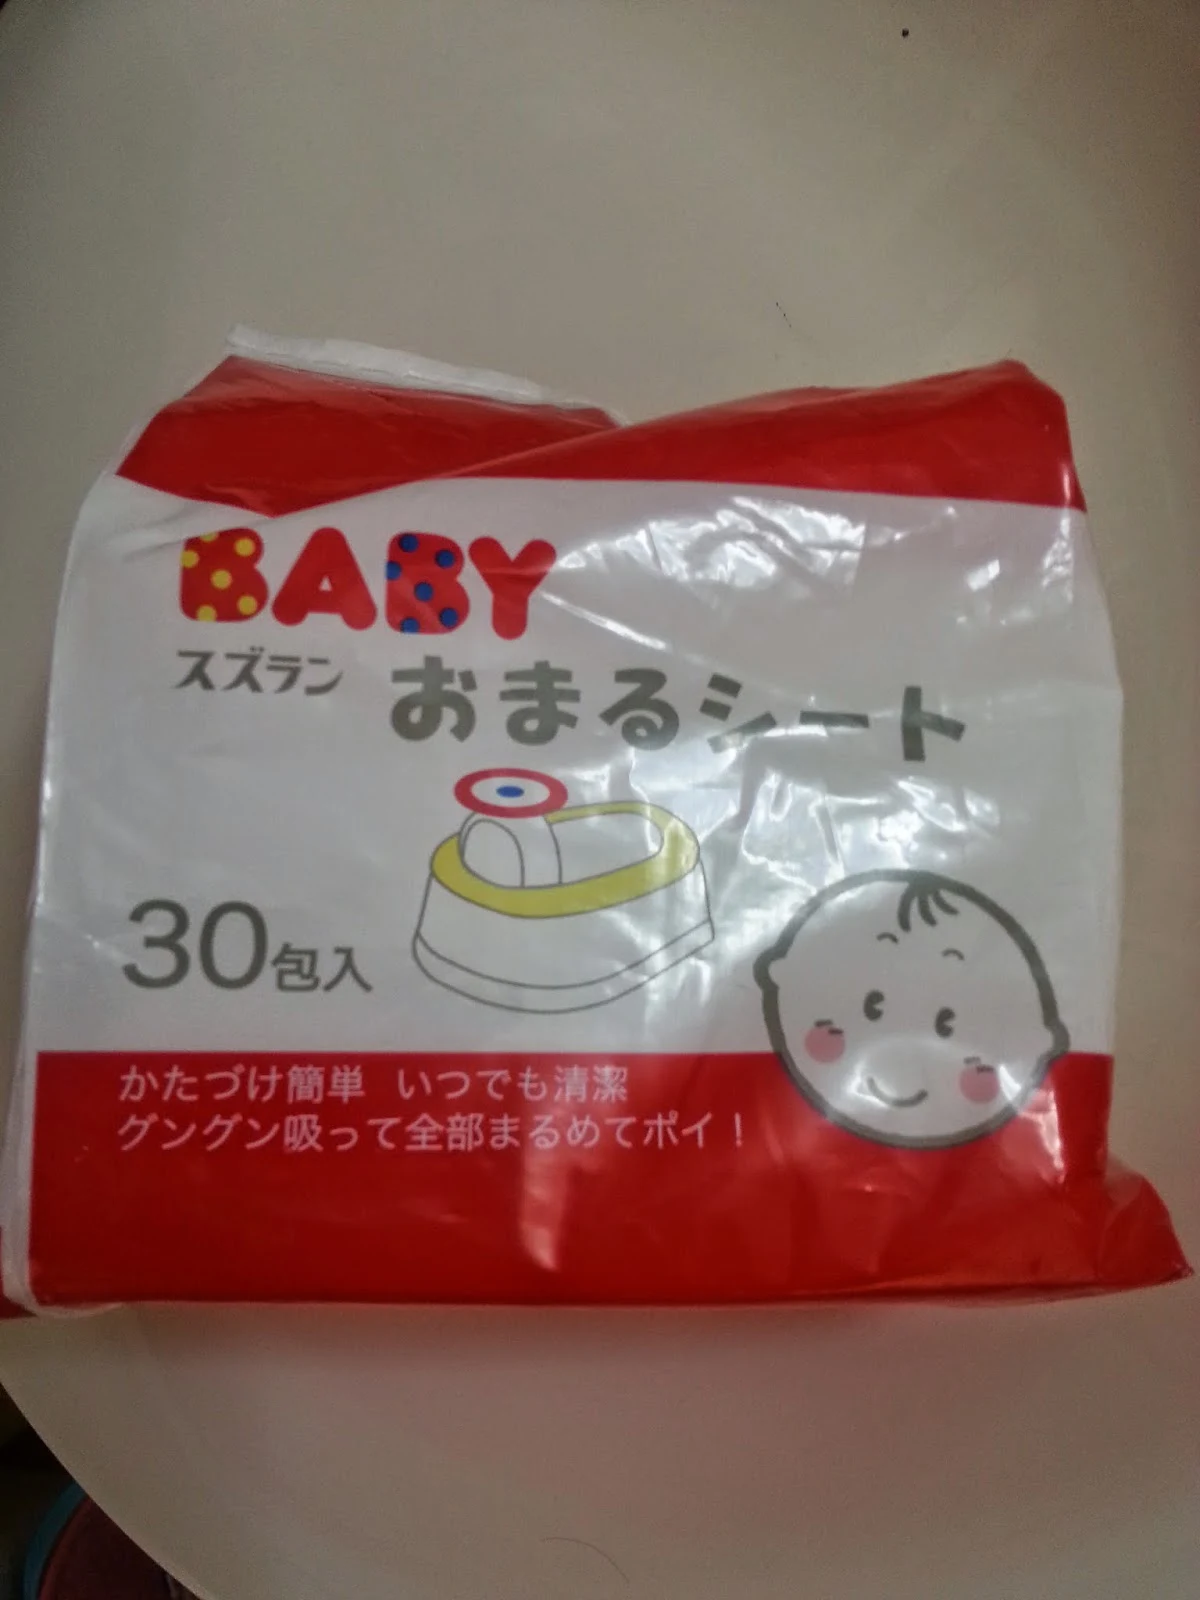 BABY
スズラン おまるシート
30包入
かたづけ簡単 いつでも清潔
グングン吸って全部まるめてポイ！